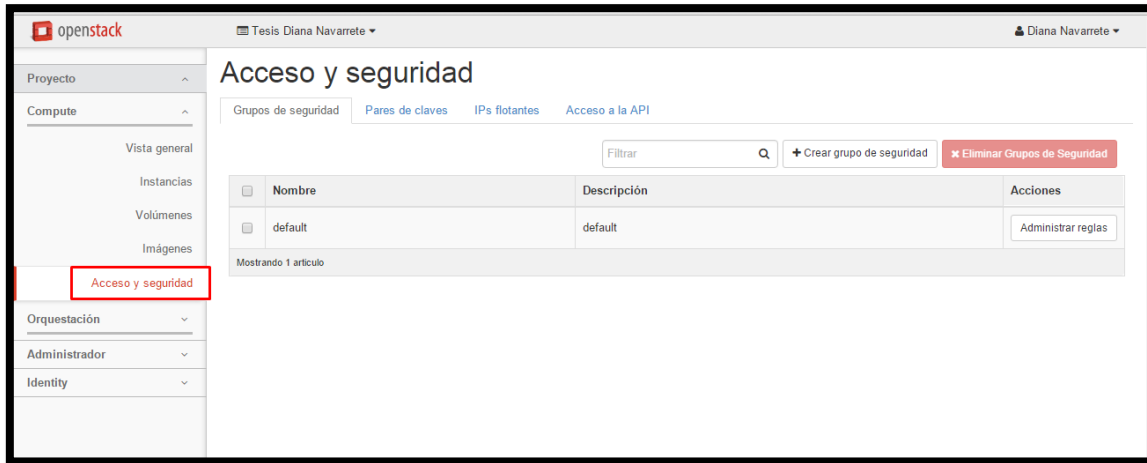 openstack
Tesis Diana Navarrete
Diana Navarrete
Proyecto
Compute
Vista general
Instancias
Volúmenes
Imágenes
Acceso y seguridad
Orquestación
Administrador
Identity
Acceso y seguridad
Grupos de seguridad Pares de claves IPs flotantes Acceso a la API
Filtrar + Crear grupo de seguridad × Eliminar Grupos de Seguridad
Nombre Descripción Acciones
default default Administrar reglas
Mostrando 1 articulo